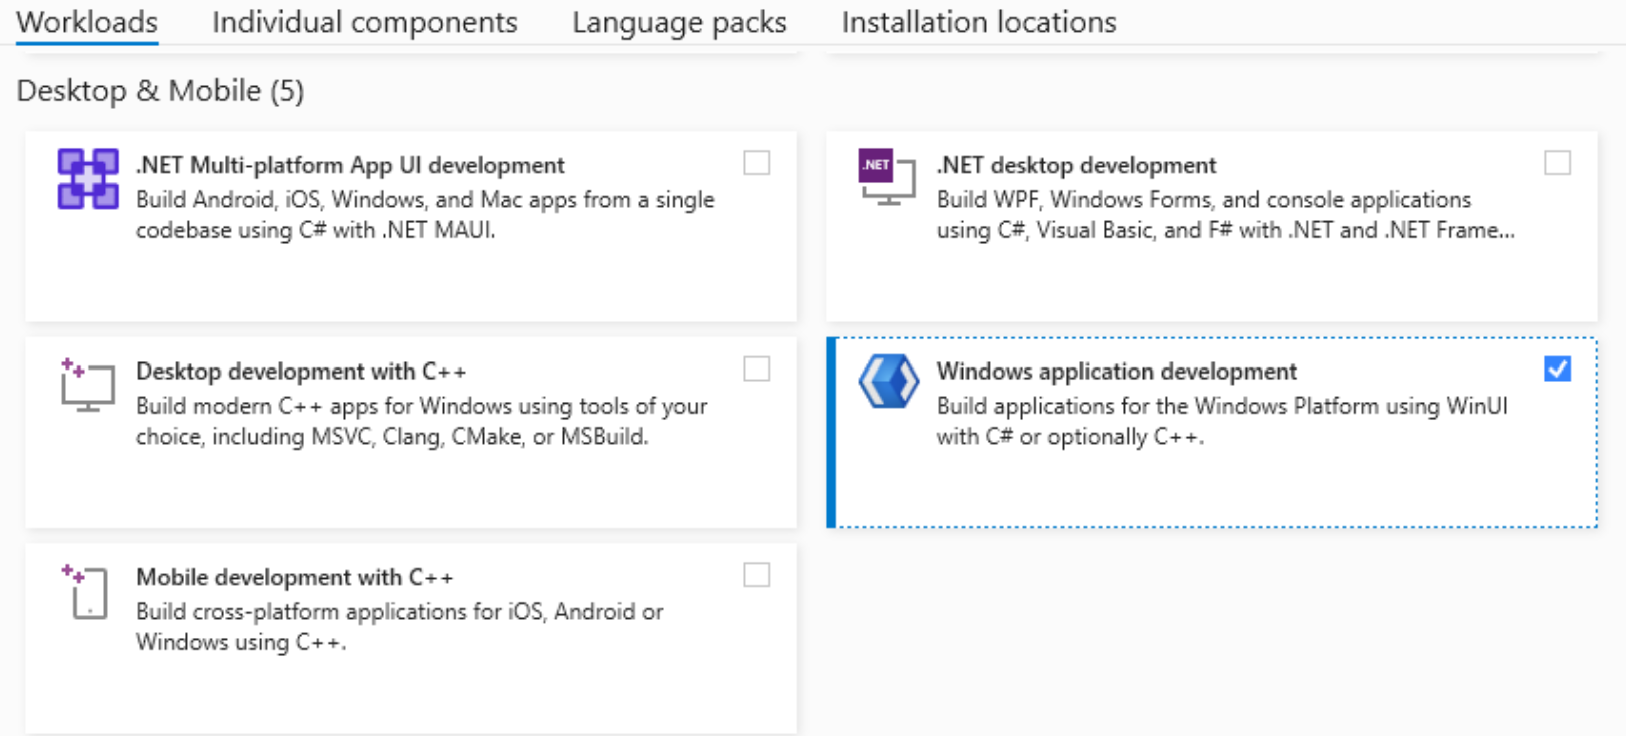 Workloads Individual components Language packs Installation locations
Desktop & Mobile (5)
.NET Multi-platform App UI development
Build Android, iOS, Windows, and Mac apps from a single
codebase using C# with .NET MAUI.
.NET
.NET desktop development
Build WPF, Windows Forms, and console applications
using C#, Visual Basic, and F# with .NET and .NET Frame...
Desktop development with C++
Build modern C++ apps for Windows using tools of your
choice, including MSVC, Clang, CMake, or MSBuild.
Windows application development
Build applications for the Windows Platform using WinUI
with C# or optionally C++.
Mobile development with C++
Build cross-platform applications for iOS, Android or
Windows using C++.